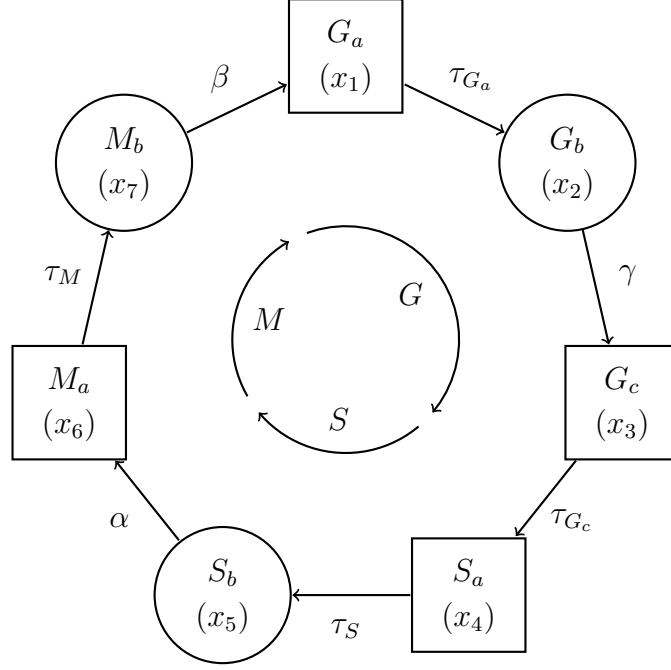 G_a
(x_1)
τ_{G_a}
G_b
(x_2)
γ
G_c
(x_3)
τ_{G_c}
S_a
(x_4)
τ_S
S_b
(x_5)
α
M_a
(x_6)
τ_M
M_b
(x_7)
β
G
S
M